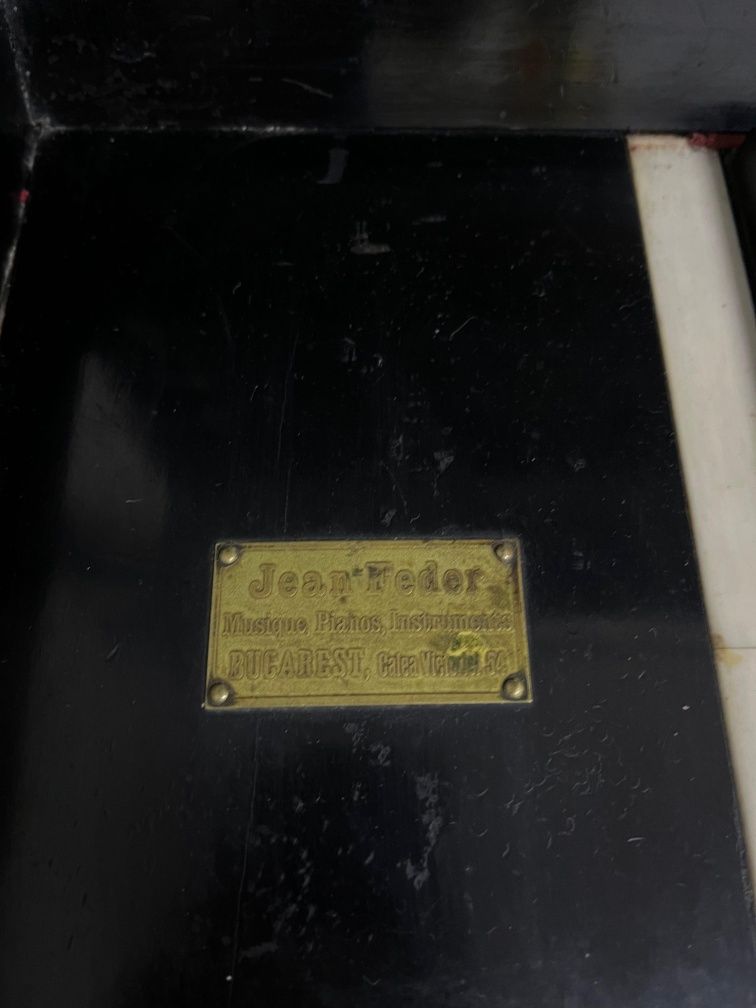 Jean Feder
Musique, Pianos, Instruments
BUCAREST, Calea Victoriei, 54